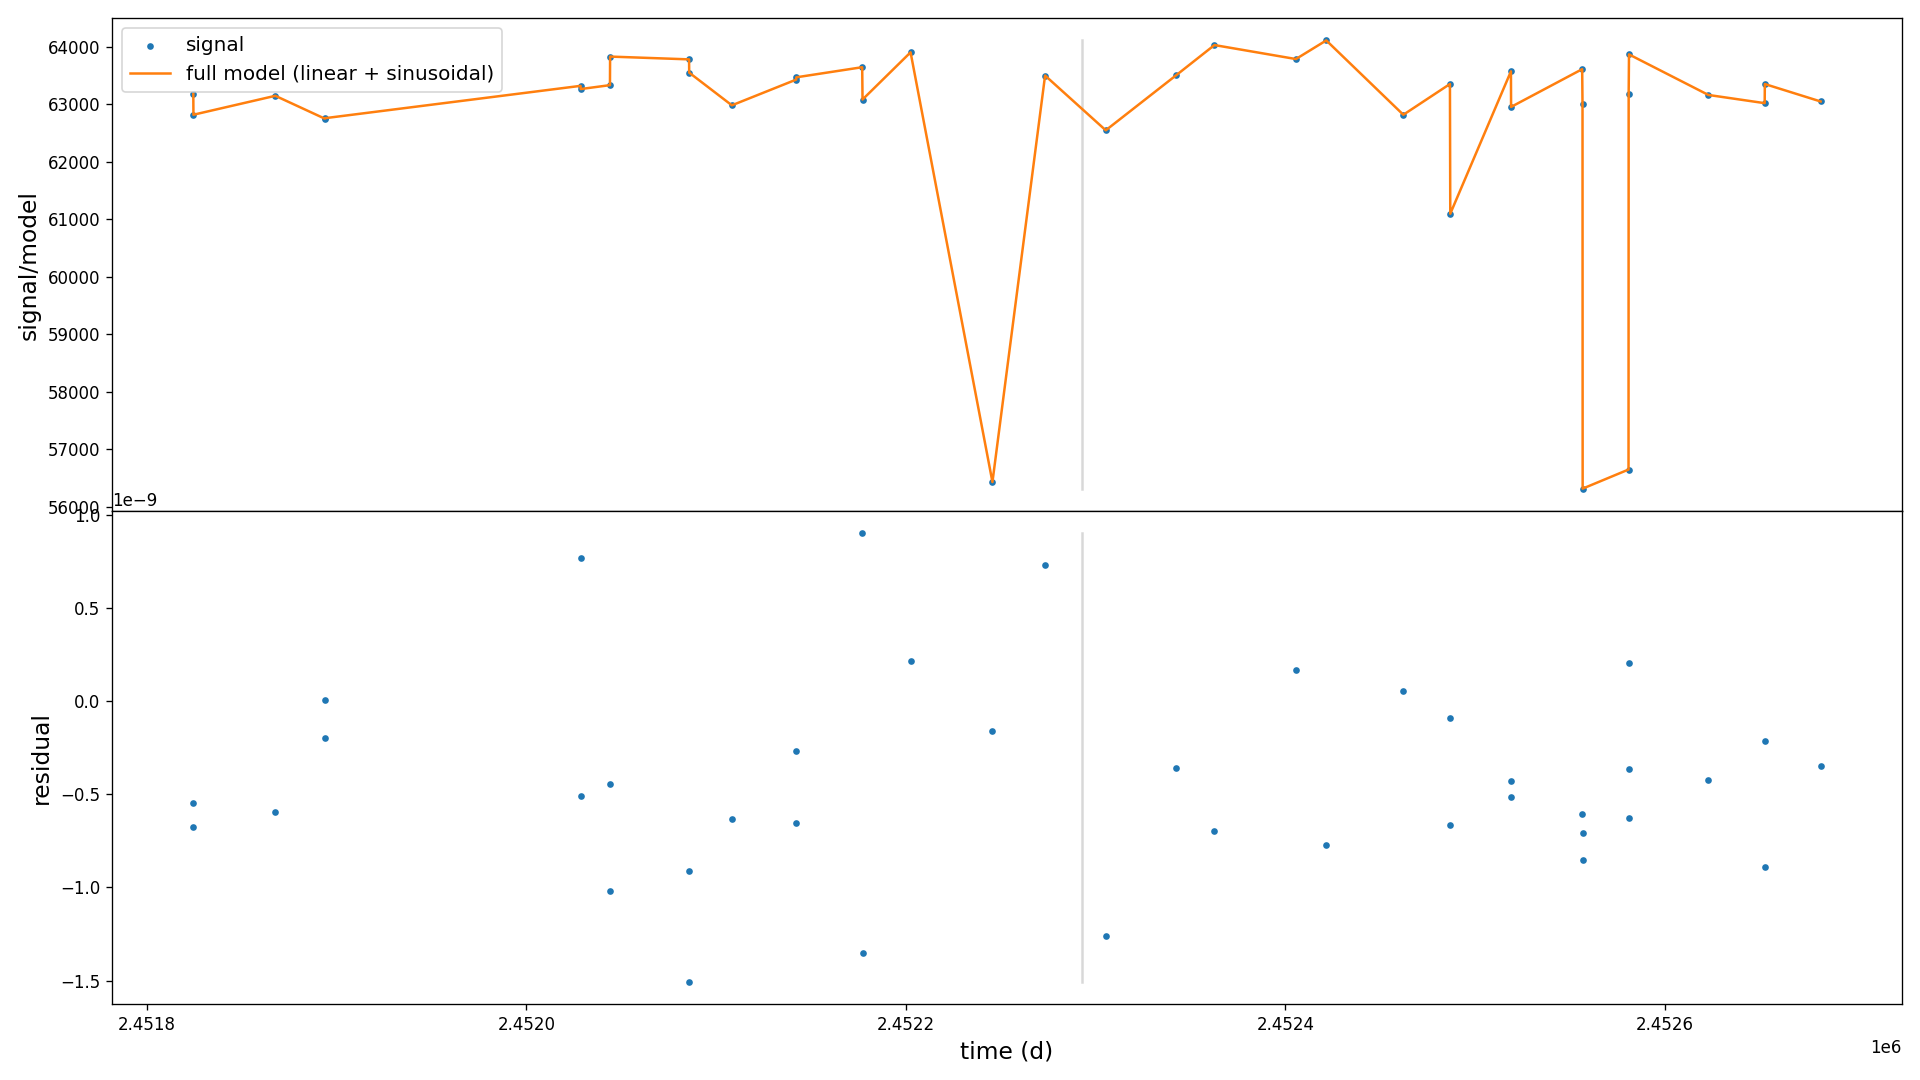 signal
full model (linear + sinusoidal)
64000
63000
62000
61000
60000
59000
58000
57000
56000
signal/model
1e−9
1.0
0.5
0.0
−0.5
−1.0
−1.5
residual
2.4518
2.4520
2.4522
2.4524
2.4526
1e6
time (d)